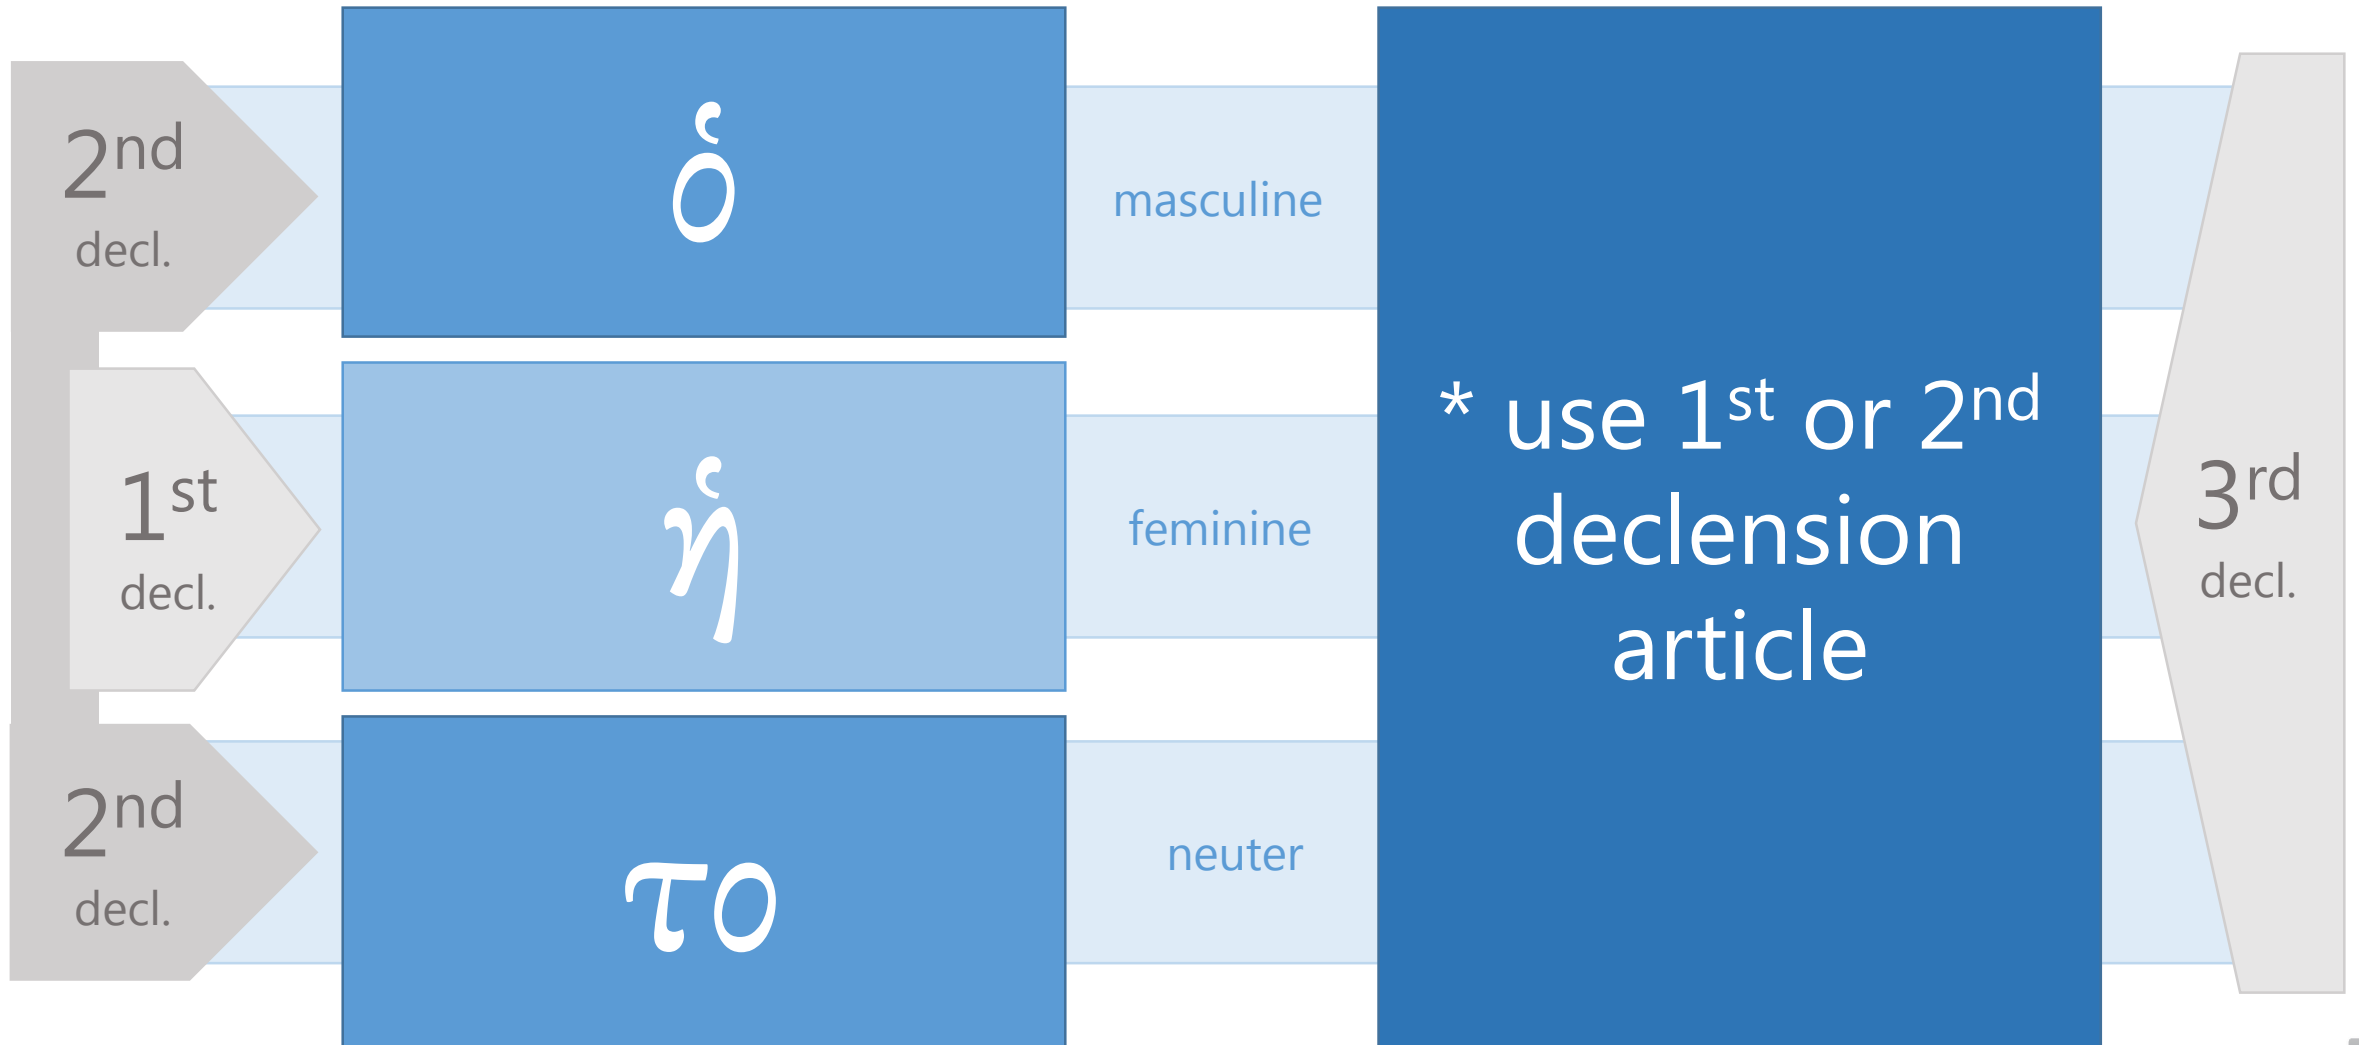 2nd
decl.
ὁ
masculine
1st
decl.
ἡ
feminine
2nd
decl.
το
neuter
* use 1st or 2nd
declension
article
3rd
decl.